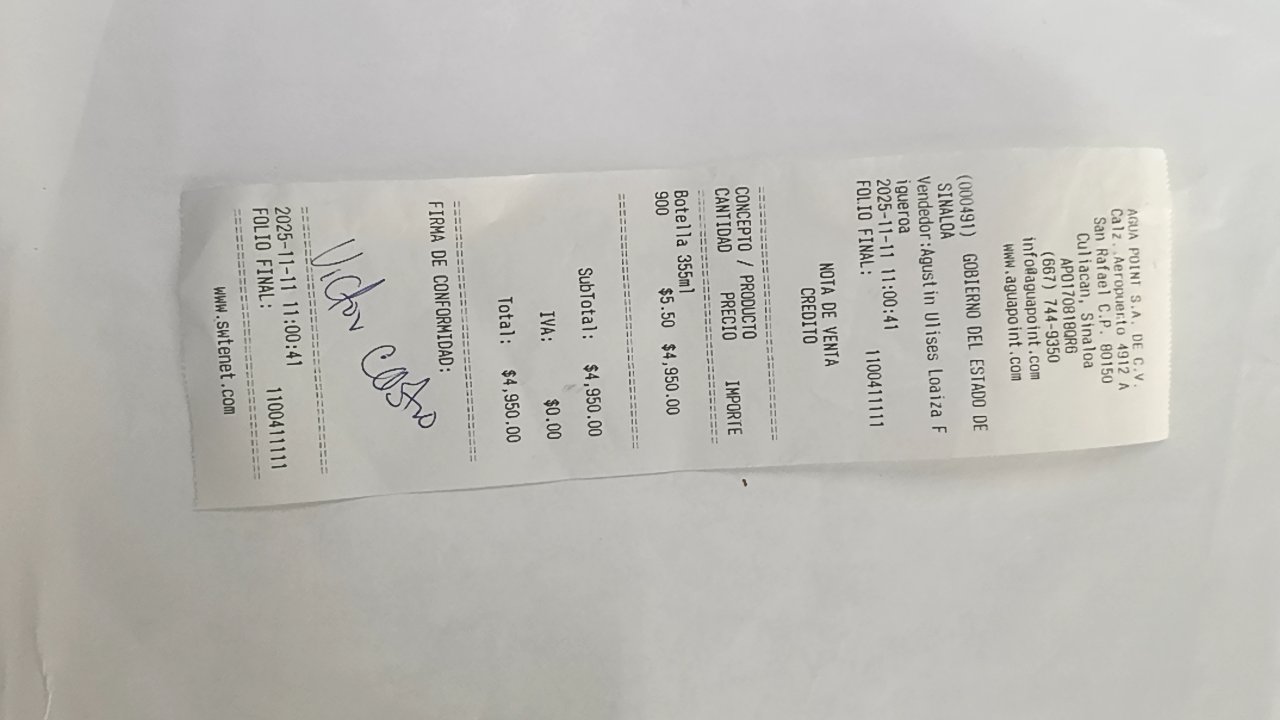 AGUA POINT S.A. DE C.V.
Calz. Aeropuerto 4912 A
San Rafael C.P. 80150
Culiacan, Sinaloa
APO170818QR6
(667) 744-9350
info@aguapoint.com
www.aguapoint.com
(000491) GOBIERNO DEL ESTADO DE
SINALOA
Vendedor:Agustin Ulises Loaiza F
igueroa
2025-11-11 11:00:41
FOLIO FINAL: 1100411111
NOTA DE VENTA
CREDITO
================================
CONCEPTO / PRODUCTO
CANTIDAD PRECIO IMPORTE
================================
Botella 355ml
900 $5.50 $4,950.00
================================
SubTotal: $4,950.00
IVA: $0.00
Total: $4,950.00
================================
FIRMA DE CONFORMIDAD:
Victor Castro
================================
2025-11-11 11:00:41
FOLIO FINAL: 1100411111
================================
www.swtenet.com